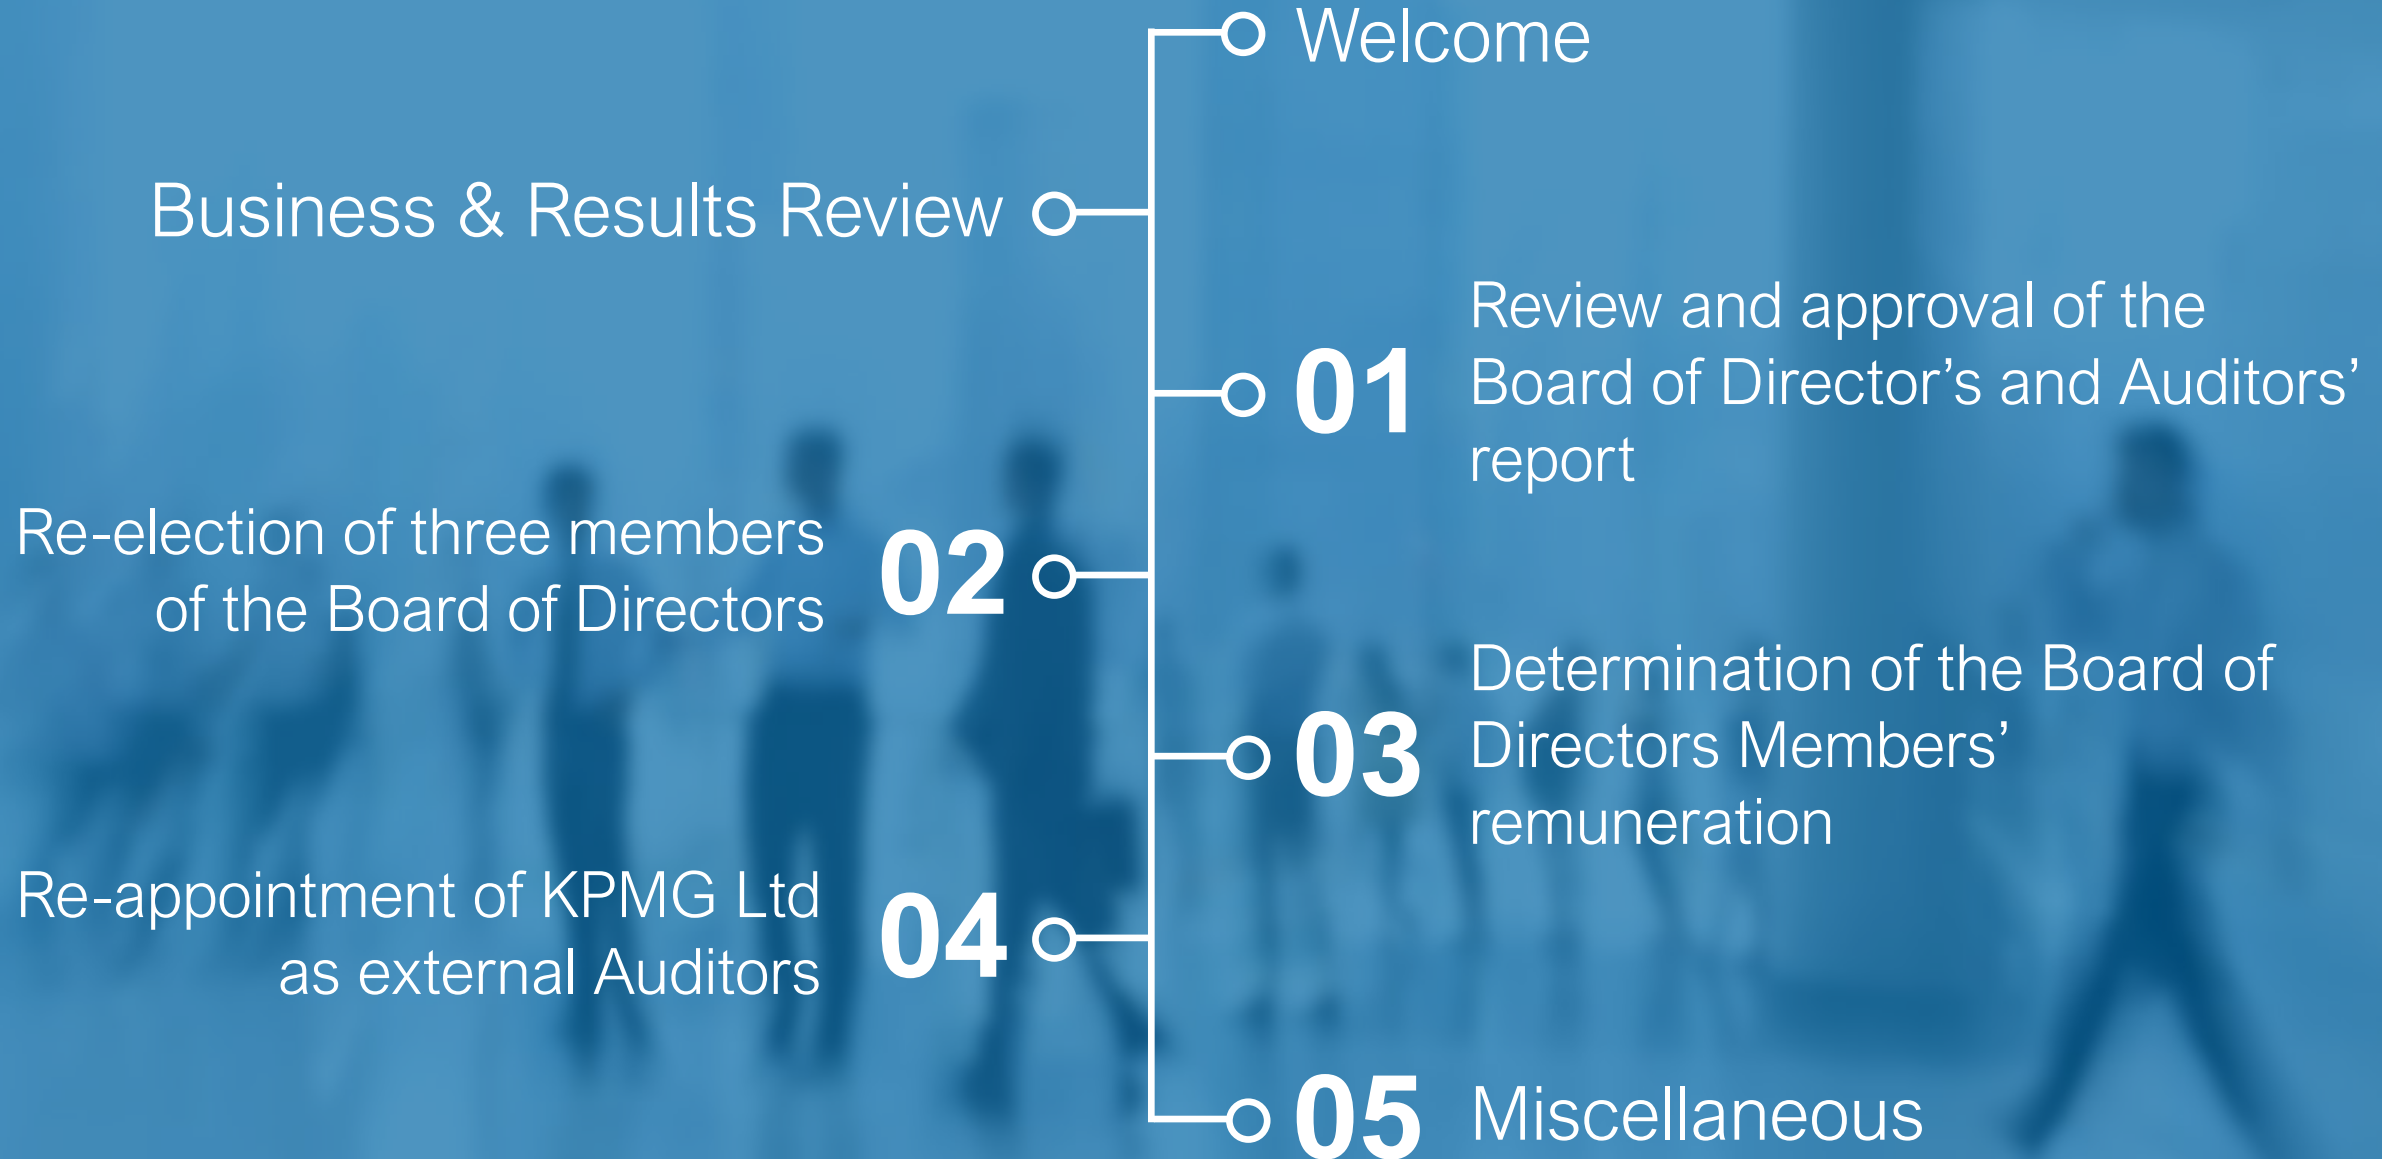 Welcome
Business & Results Review
01
Review and approval of the
Board of Director’s and Auditors’
report
02
Re-election of three members
of the Board of Directors
03
Determination of the Board of
Directors Members’
remuneration
04
Re-appointment of KPMG Ltd
as external Auditors
05 Miscellaneous